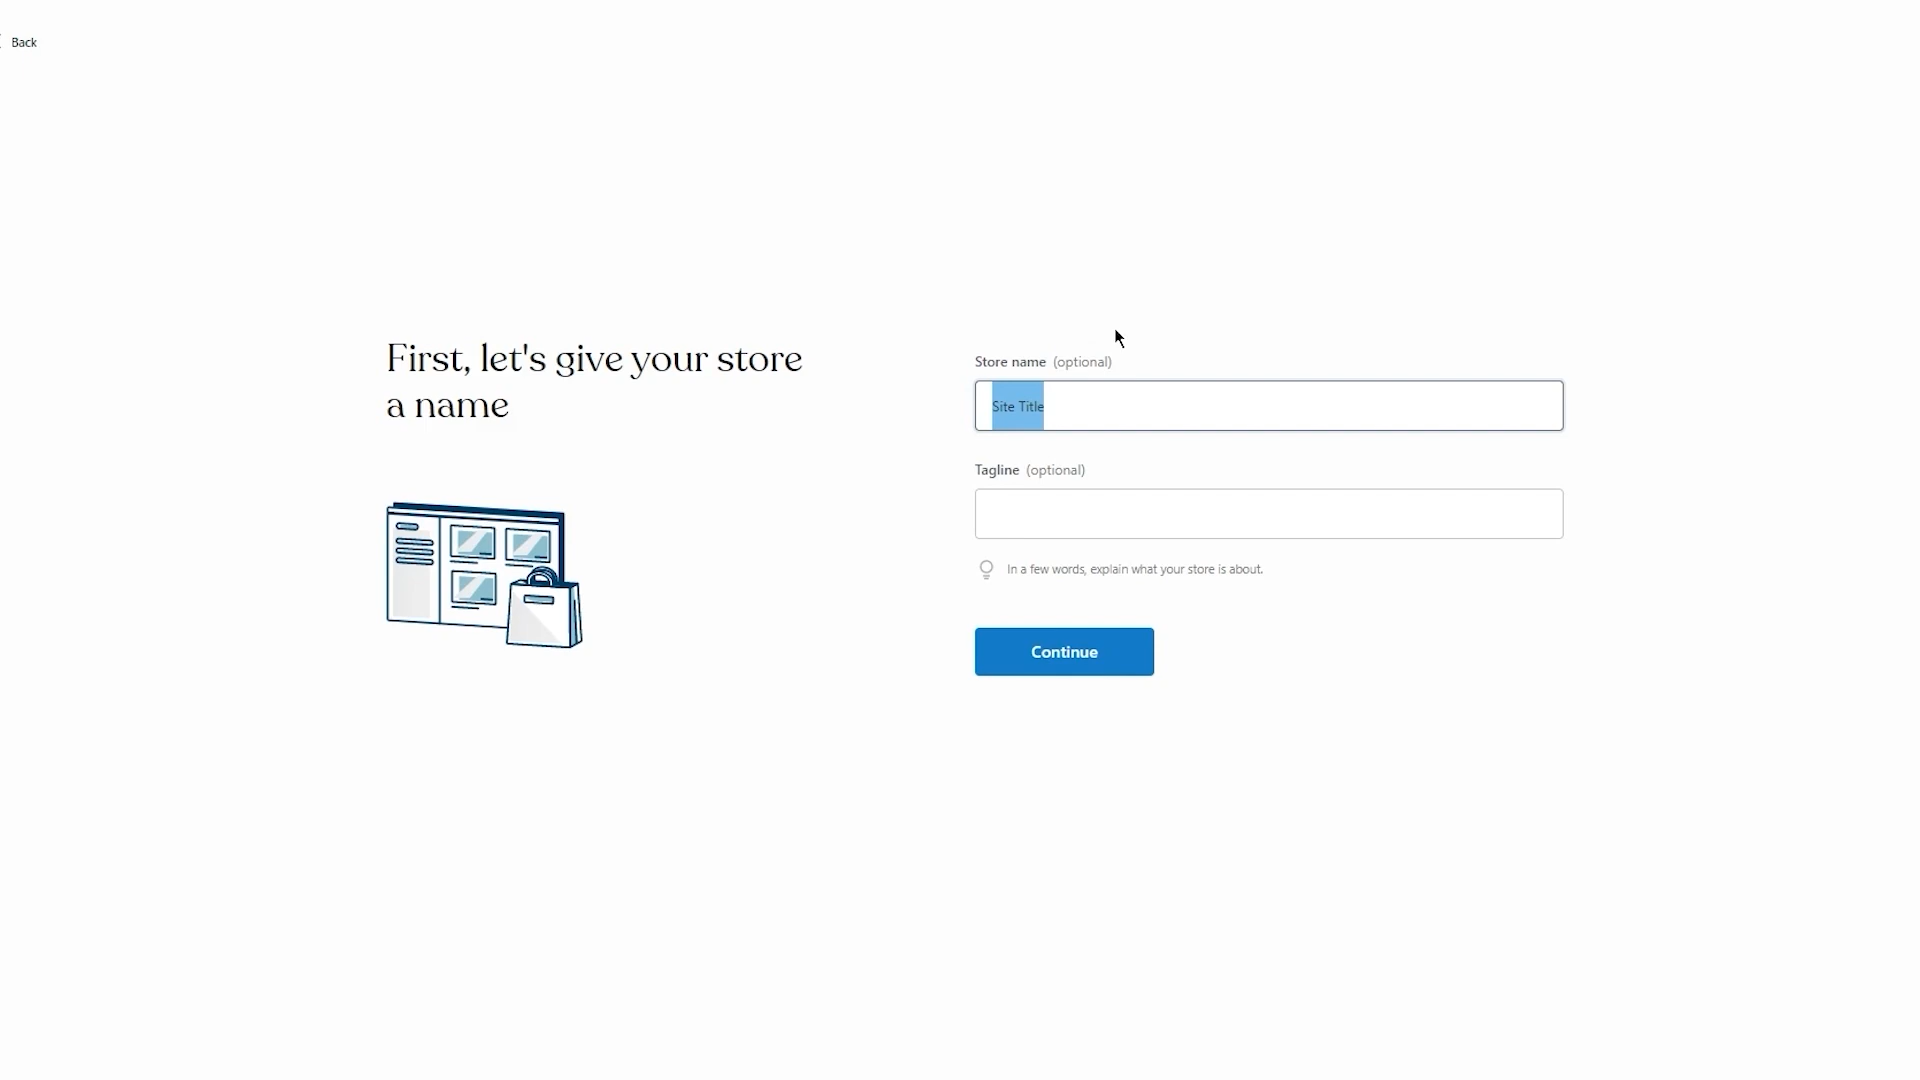 Back
First, let's give your store
a name
Store name (optional)
Site Title
Tagline (optional)
In a few words, explain what your store is about.
Continue